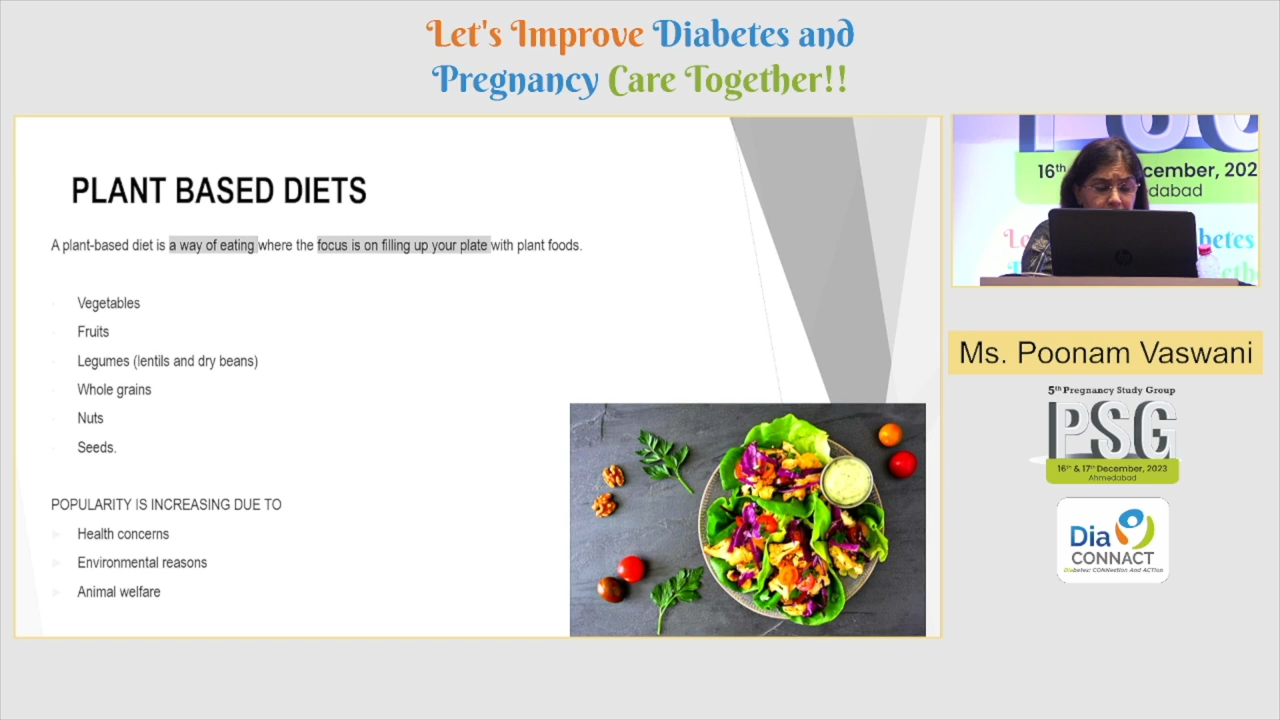 Let's Improve Diabetes and
Pregnancy Care Together!!
PLANT BASED DIETS
A plant-based diet is a way of eating where the focus is on filling up your plate with plant foods.
Vegetables
Fruits
Legumes (lentils and dry beans)
Whole grains
Nuts
Seeds.
POPULARITY IS INCREASING DUE TO
Health concerns
Environmental reasons
Animal welfare
16th
cember, 202
dabad
betes
Ms. Poonam Vaswani
5th Pregnancy Study Group
PSG
16th & 17th December, 2023
Ahmedabad
Dia
CONNACT
Diabetes: CONNection And ACTion